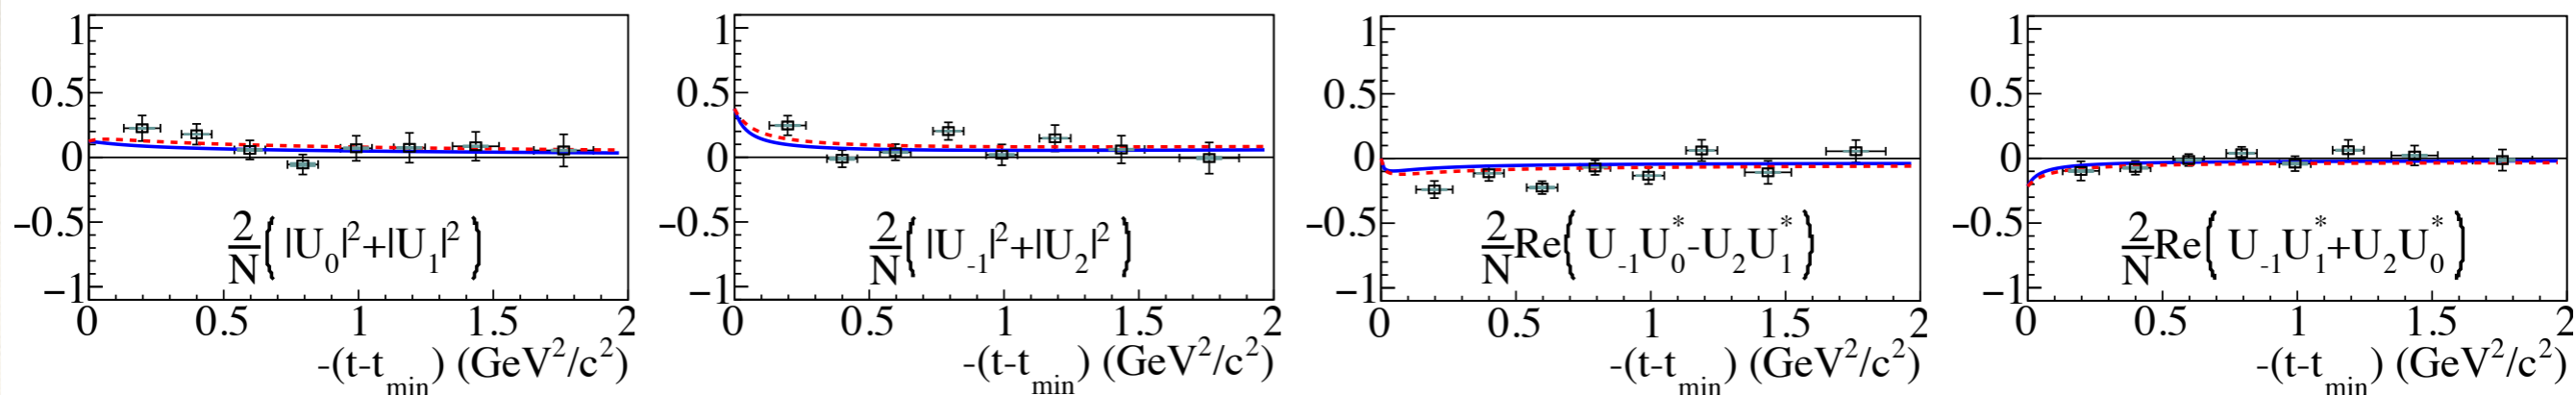 1
0.5
0
−0.5
−1
2/N(|U_0|²+|U_1|²)
0 0.5 1 1.5 2
-(t-t_min) (GeV²/c²)
1
0.5
0
−0.5
−1
2/N(|U_-1|²+|U_2|²)
0 0.5 1 1.5 2
-(t-t_min) (GeV²/c²)
1
0.5
0
−0.5
−1
2/N Re(U_-1U_0^*-U_2U_1^*)
0 0.5 1 1.5 2
-(t-t_min) (GeV²/c²)
1
0.5
0
−0.5
−1
2/N Re(U_-1U_1^*+U_2U_0^*)
0 0.5 1 1.5 2
-(t-t_min) (GeV²/c²)